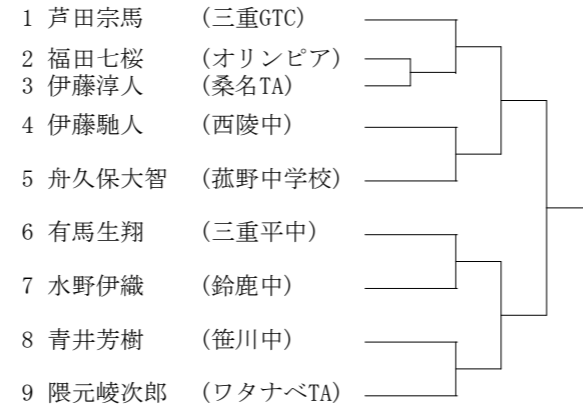 1 芦田宗馬 (三重GTC)
2 福田七桜 (オリンピア)
3 伊藤淳人 (桑名TA)
4 伊藤馳人 (西陵中)
5 舟久保大智 (菰野中学校)
6 有馬生翔 (三重平中)
7 水野伊織 (鈴鹿中)
8 青井芳樹 (笹川中)
9 隈元崚次郎 (ワタナベTA)